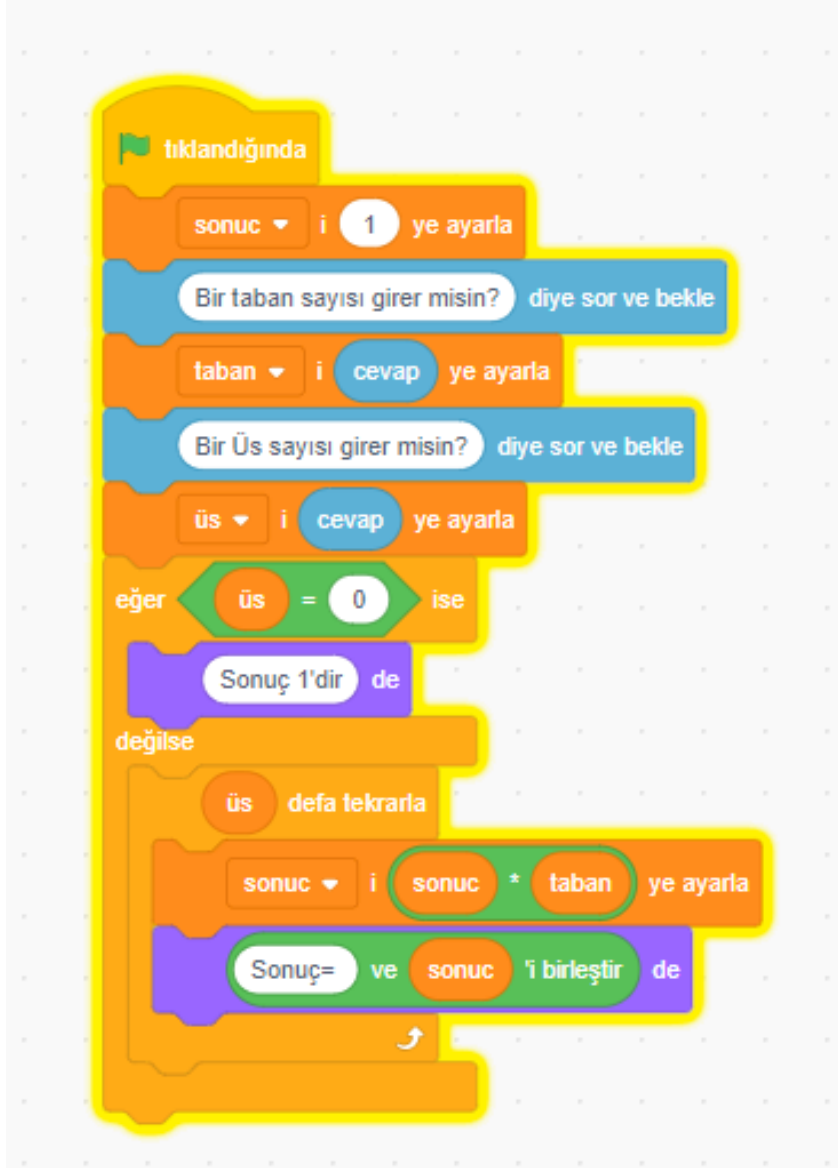 tıklandığında
sonuc i 1 ye ayarla
Bir taban sayısı girer misin? diye sor ve bekle
taban i cevap ye ayarla
Bir Üs sayısı girer misin? diye sor ve bekle
üs i cevap ye ayarla
eğer üs = 0 ise
Sonuç 1'dir de
değilse
üs defa tekrarla
sonuc i sonuc * taban ye ayarla
Sonuç= ve sonuc 'i birleştir de